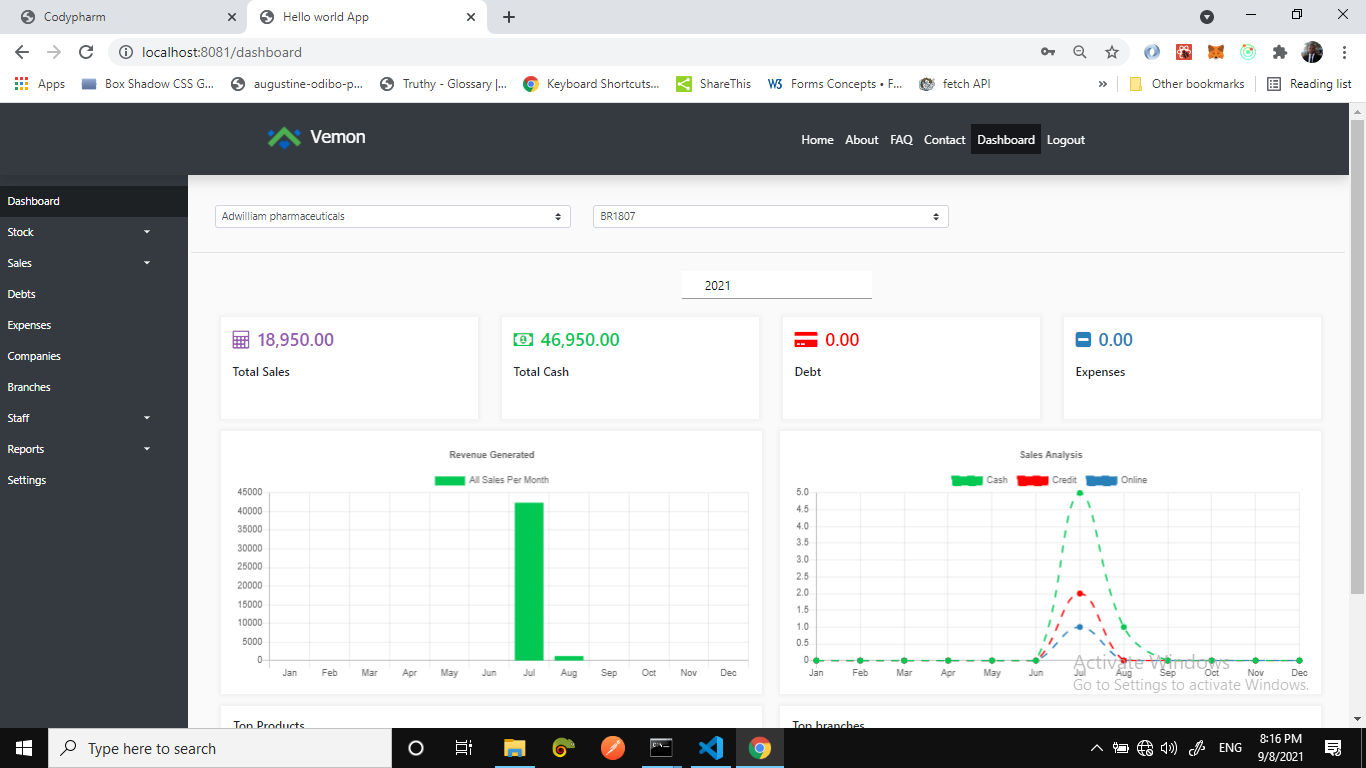 Codypharm
Hello world App
localhost:8081/dashboard
Apps
Box Shadow CSS G...
augustine-odibo-p...
Truthy - Glossary |...
Keyboard Shortcuts...
ShareThis
W3 Forms Concepts • F...
fetch API
»
Other bookmarks
Reading list
Vemon
Home About FAQ Contact Dashboard Logout
Dashboard
Stock
Sales
Debts
Expenses
Companies
Branches
Staff
Reports
Settings
Adwilliam pharmaceuticals
BR1807
2021
18,950.00
Total Sales
46,950.00
Total Cash
0.00
Debt
0.00
Expenses
Revenue Generated
All Sales Per Month
45000
40000
35000
30000
25000
20000
15000
10000
5000
0
Jan Feb Mar Apr May Jun Jul Aug Sep Oct Nov Dec
Sales Analysis
Cash Credit Online
5.0
4.5
4.0
3.5
3.0
2.5
2.0
1.5
1.0
0.5
0
Jan Feb Mar Apr May Jun Jul Aug Sep Oct Nov Dec
Activate Windows
Go to Settings to activate Windows.
Top Products
Top branches
Type here to search
ENG
8:16 PM
9/8/2021